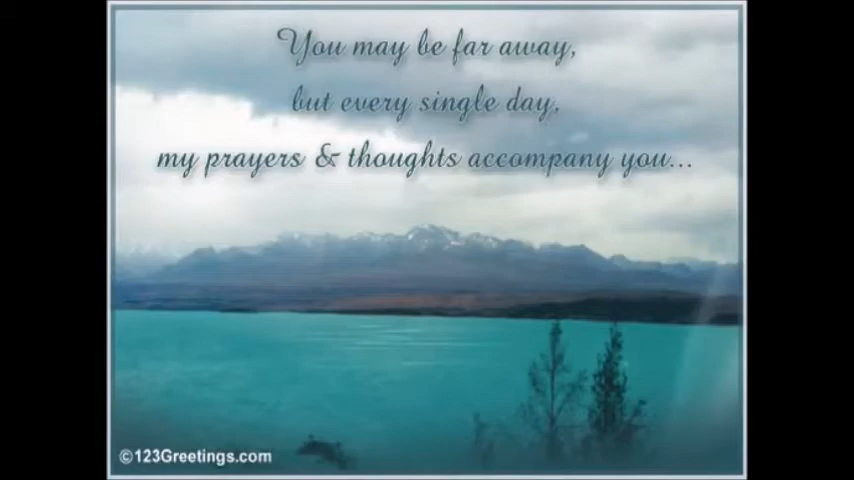 You may be far away,
but every single day,
my prayers & thoughts accompany you...
©123Greetings.com